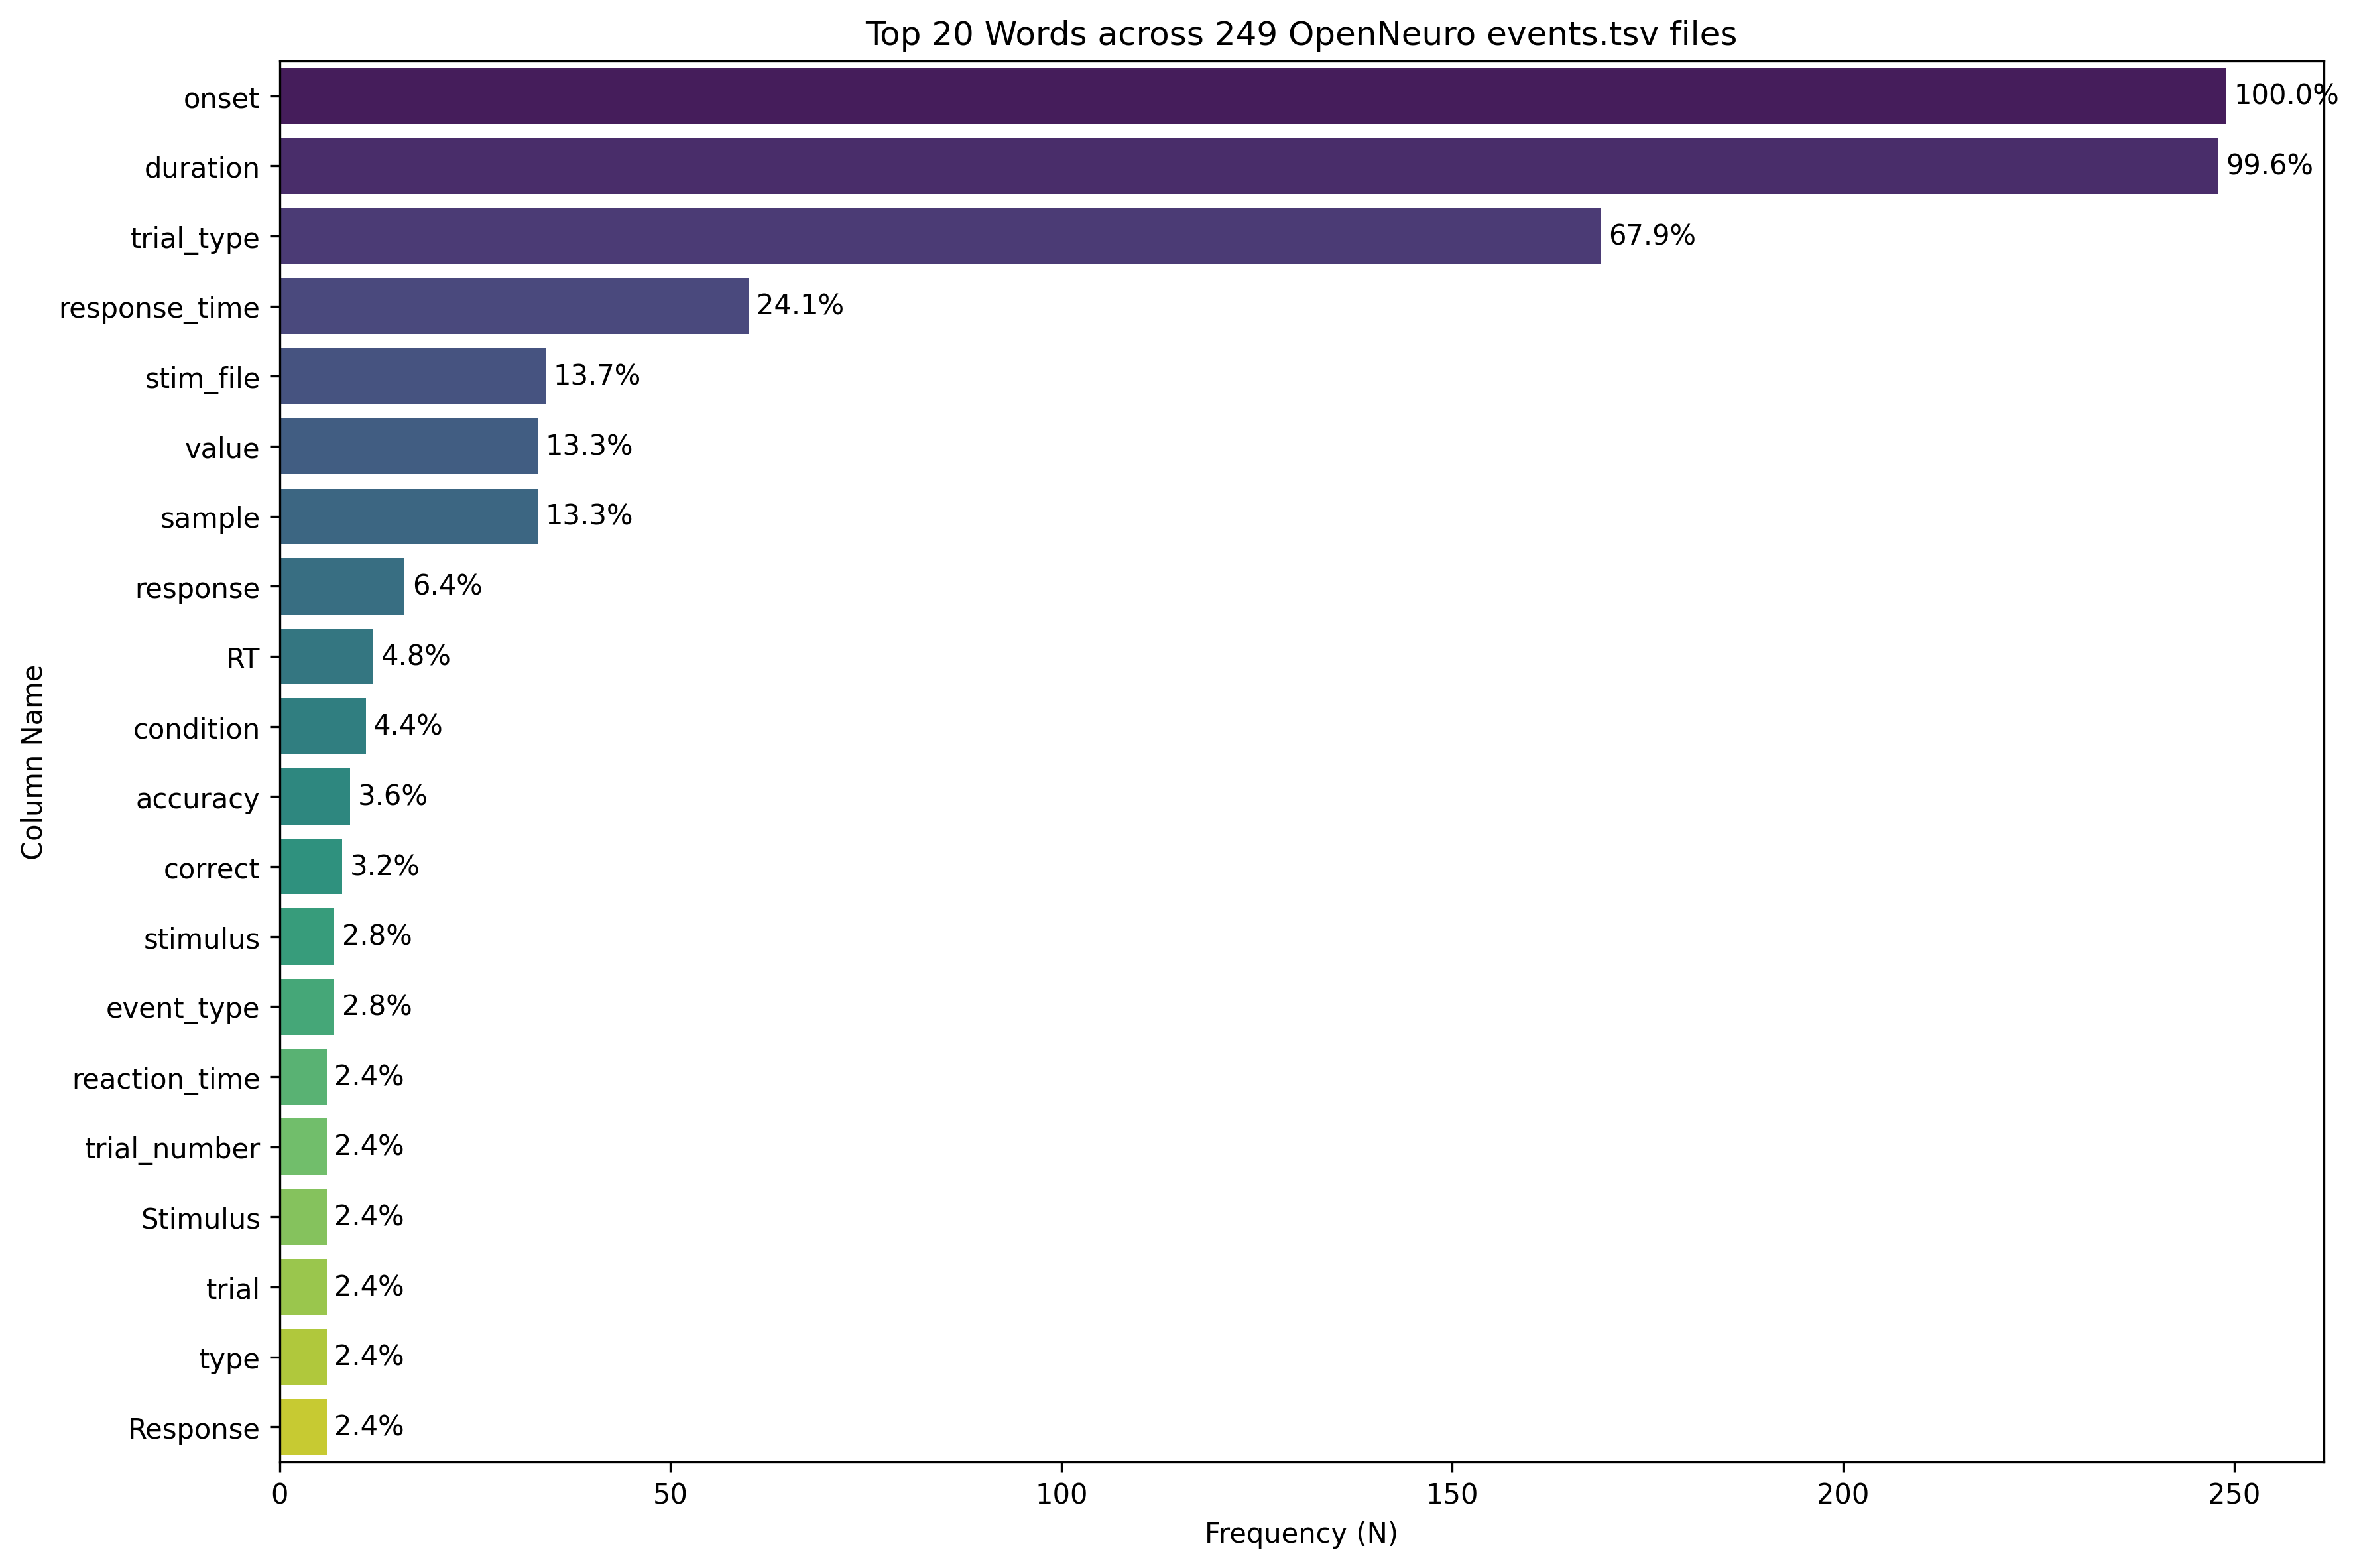 Top 20 Words across 249 OpenNeuro events.tsv files
onset 100.0%
duration 99.6%
trial_type 67.9%
response_time 24.1%
stim_file 13.7%
value 13.3%
sample 13.3%
response 6.4%
RT 4.8%
condition 4.4%
accuracy 3.6%
correct 3.2%
stimulus 2.8%
event_type 2.8%
reaction_time 2.4%
trial_number 2.4%
Stimulus 2.4%
trial 2.4%
type 2.4%
Response 2.4%
Column Name
0 50 100 150 200 250
Frequency (N)